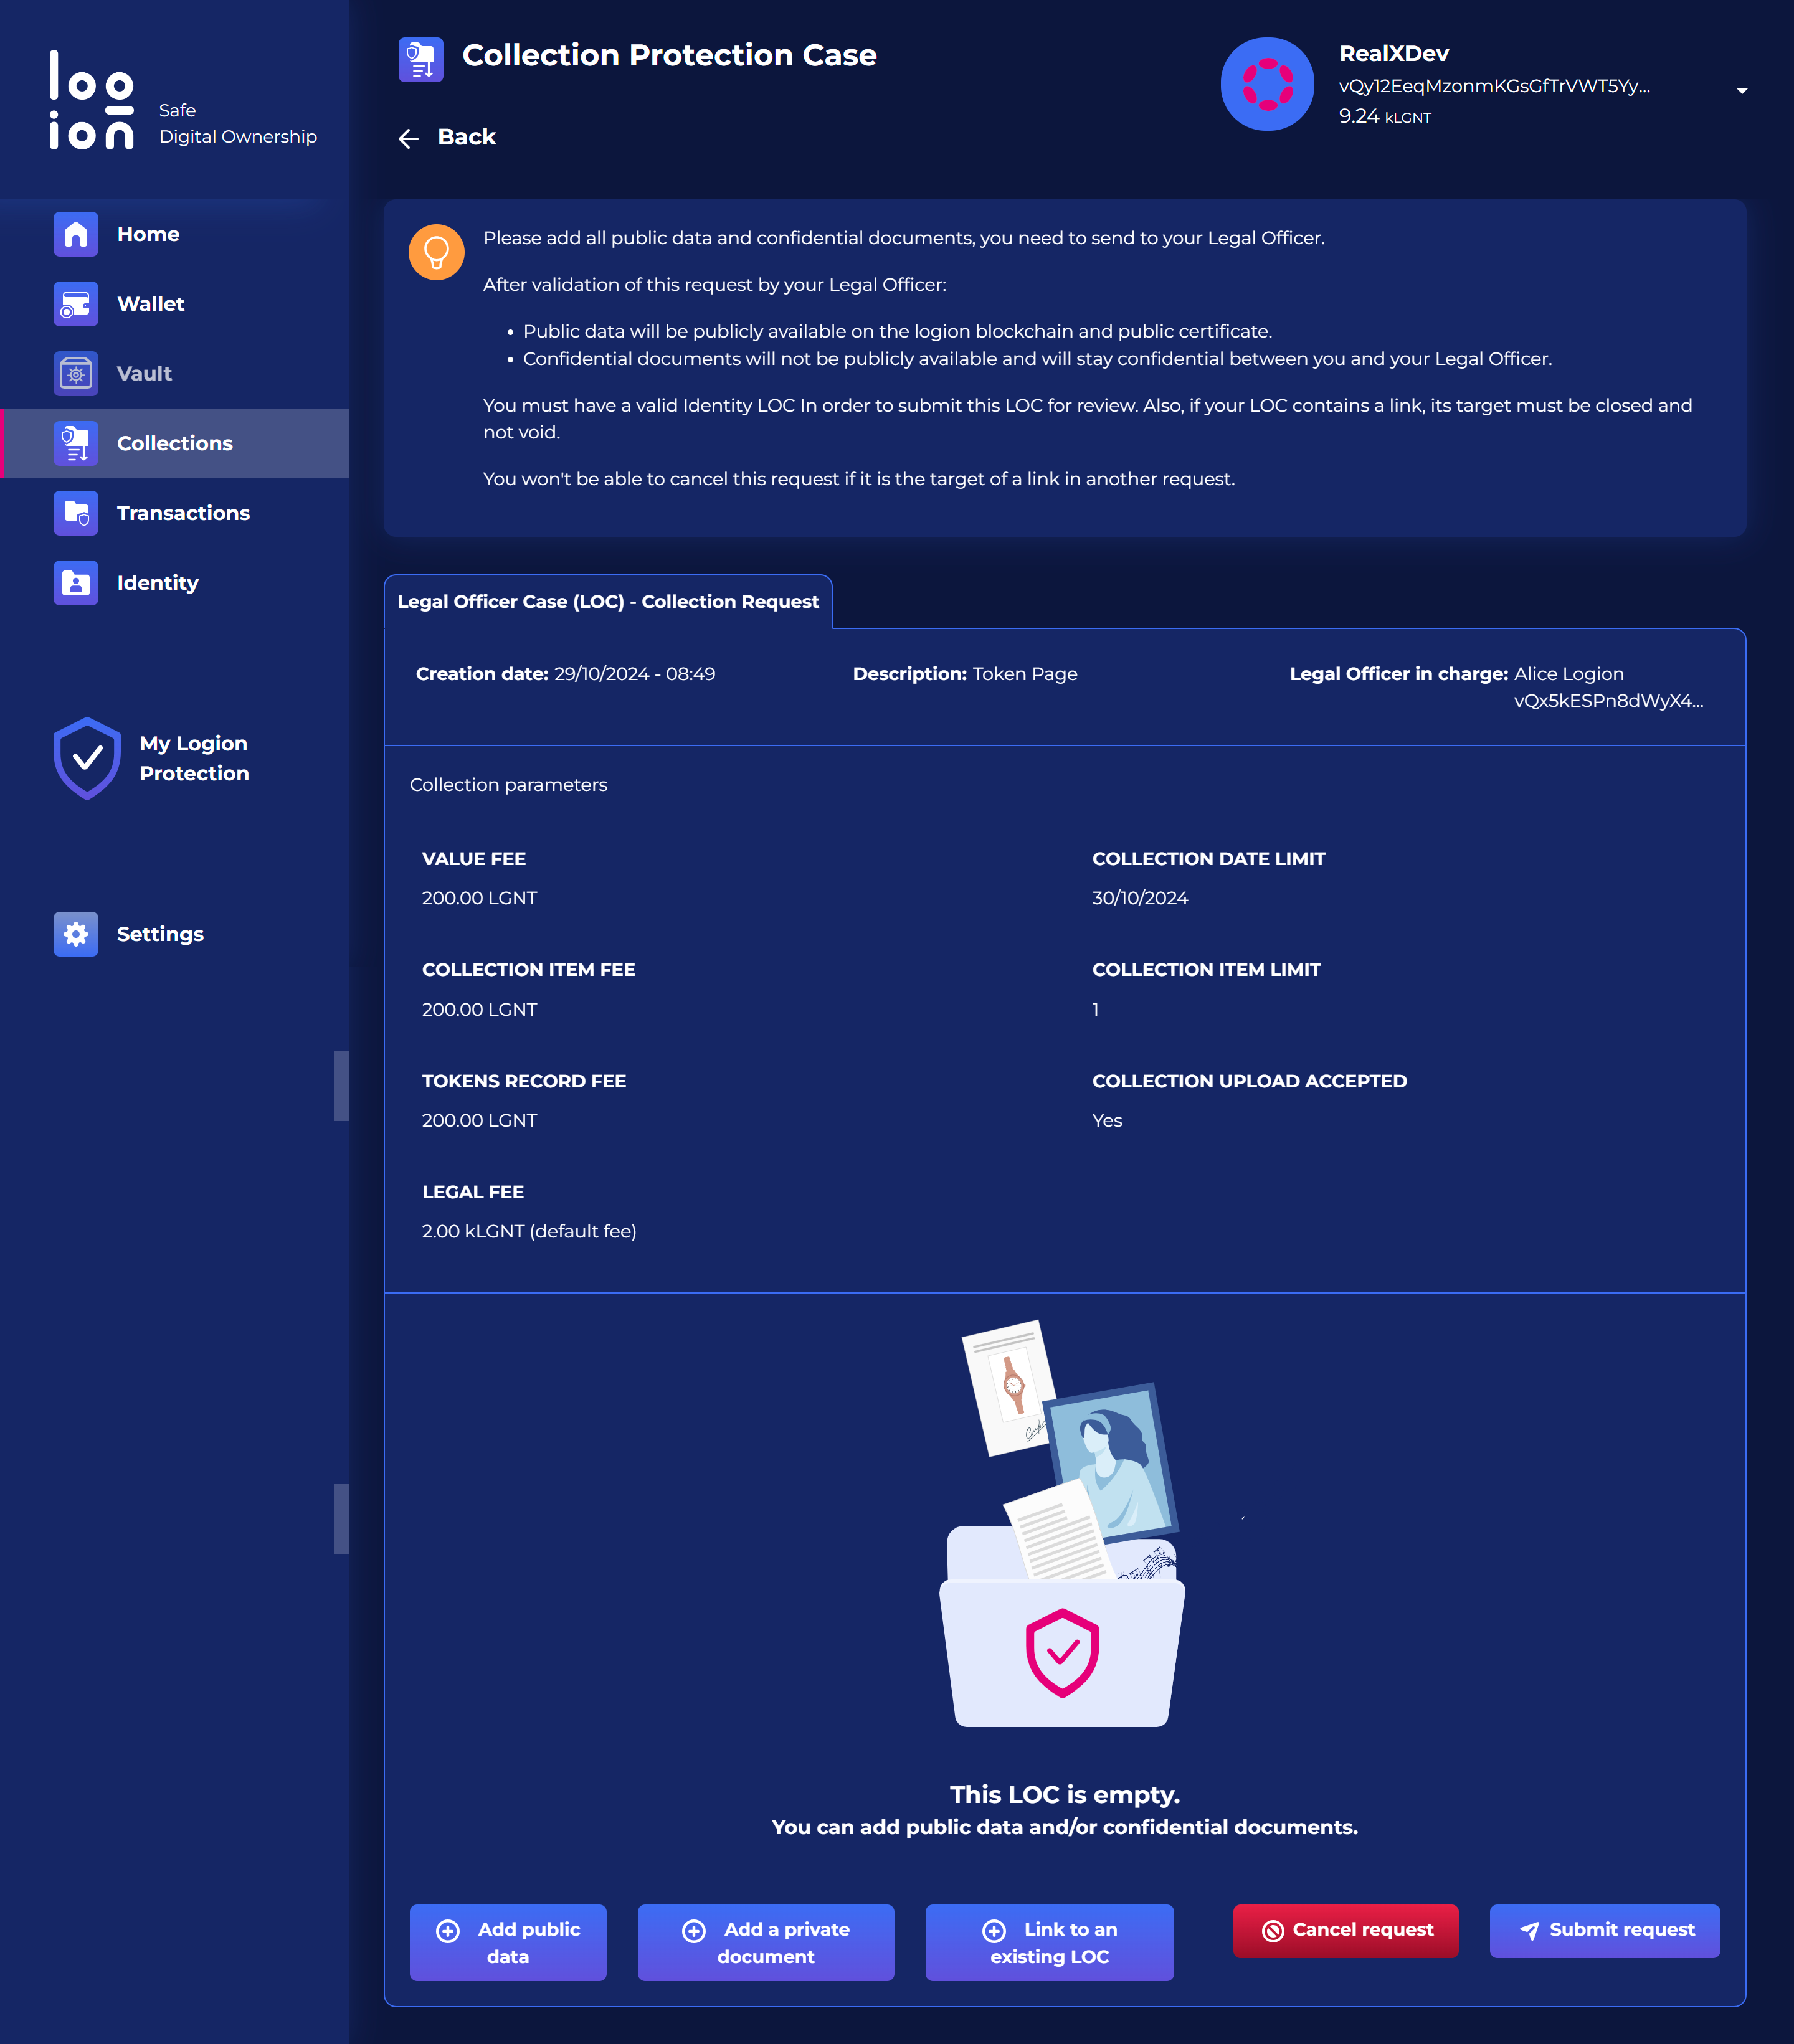 logion
Safe
Digital Ownership
Home
Wallet
Vault
Collections
Transactions
Identity
My Logion
Protection
Settings
Collection Protection Case
Back
RealXDev
vQy12EeqMzonmKGsGfTrVWT5Yy...
9.24 kLGNT
Please add all public data and confidential documents, you need to send to your Legal Officer.
After validation of this request by your Legal Officer:
• Public data will be publicly available on the logion blockchain and public certificate.
• Confidential documents will not be publicly available and will stay confidential between you and your Legal Officer.
You must have a valid Identity LOC In order to submit this LOC for review. Also, if your LOC contains a link, its target must be closed and
not void.
You won't be able to cancel this request if it is the target of a link in another request.
Legal Officer Case (LOC) - Collection Request
Creation date: 29/10/2024 - 08:49
Description: Token Page
Legal Officer in charge: Alice Logion
vQx5kESPn8dWyX4...
Collection parameters
VALUE FEE
200.00 LGNT
COLLECTION DATE LIMIT
30/10/2024
COLLECTION ITEM FEE
200.00 LGNT
COLLECTION ITEM LIMIT
1
TOKENS RECORD FEE
200.00 LGNT
COLLECTION UPLOAD ACCEPTED
Yes
LEGAL FEE
2.00 kLGNT (default fee)
This LOC is empty.
You can add public data and/or confidential documents.
Add public
data
Add a private
document
Link to an
existing LOC
Cancel request
Submit request